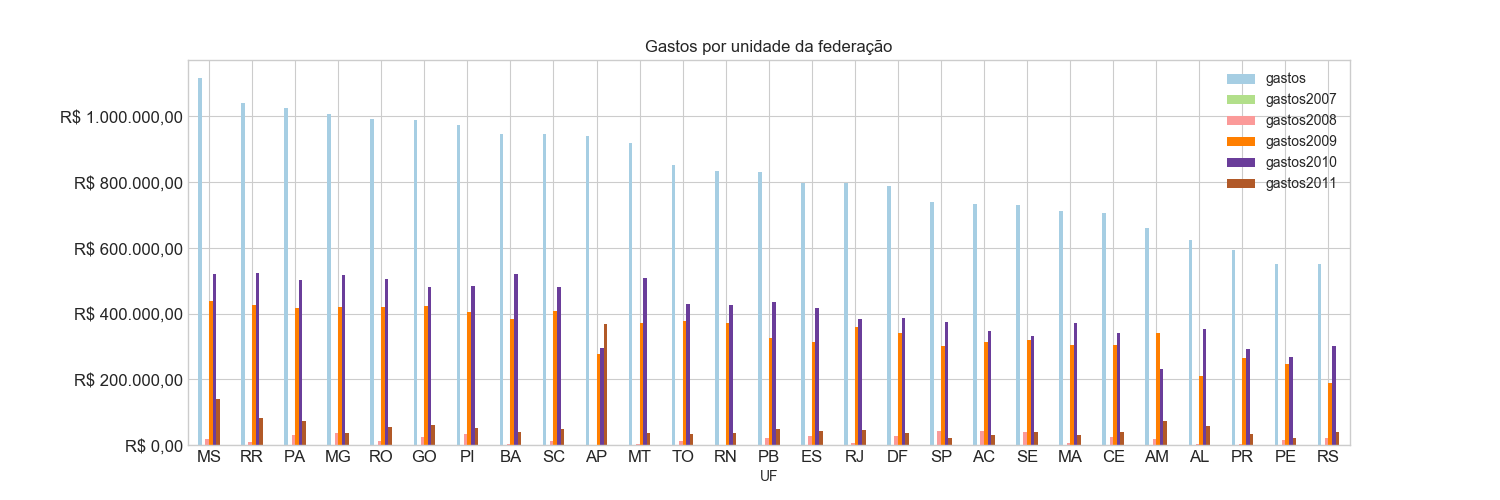 Gastos por unidade da federação
gastos
gastos2007
gastos2008
gastos2009
gastos2010
gastos2011
R$ 1.000.000,00
R$ 800.000,00
R$ 600.000,00
R$ 400.000,00
R$ 200.000,00
R$ 0,00
MS RR PA MG RO GO PI BA SC AP MT TO RN PB ES RJ DF SP AC SE MA CE AM AL PR PE RS
UF